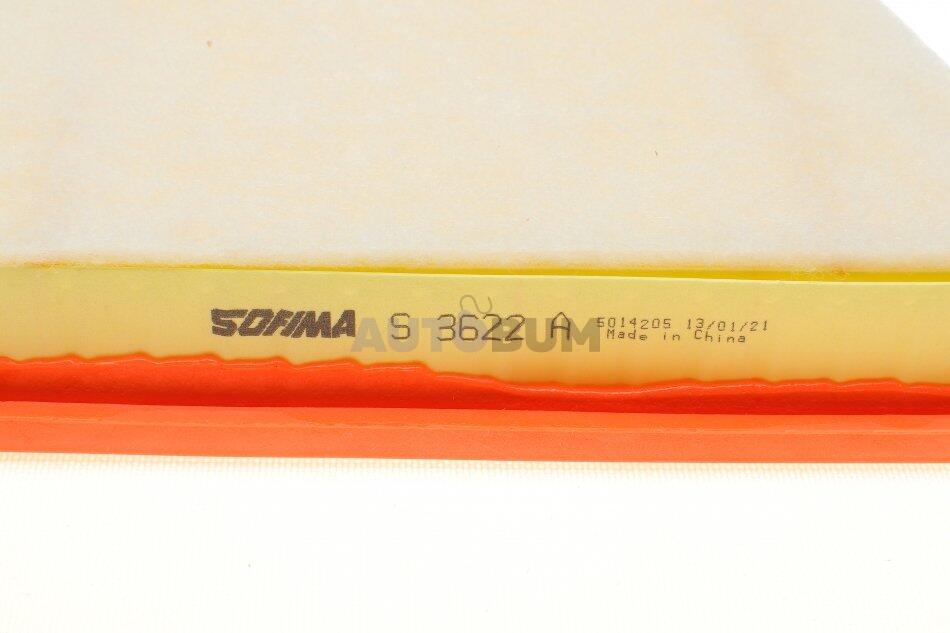 SOFIMA S 3622 A 5014205 13/01/21
Made in China
AUTOBUM